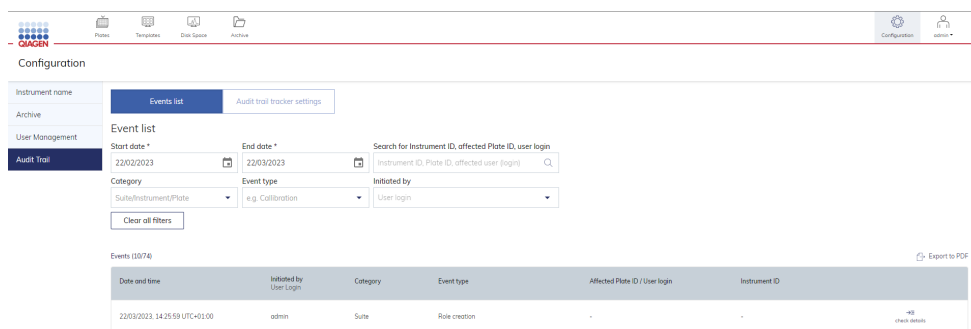 QIAGEN
Plates Templates Disk Space Archive Configuration admin
Configuration
Instrument name
Archive
User Management
Audit Trail
Events list Audit trail tracker settings
Event list
Start date * End date * Search for Instrument ID, affected Plate ID, user login
22/02/2023 22/03/2023 Instrument ID, Plate ID, affected user (login)
Category Event type Initiated by
Suite/Instrument/Plate e.g. Callibration User login
Clear all filters
Events (10/74) Export to PDF
Date and time Initiated by User Login Category Event type Affected Plate ID / User login Instrument ID
22/03/2023, 14:25:59 UTC+01:00 admin Suite Role creation - - check details